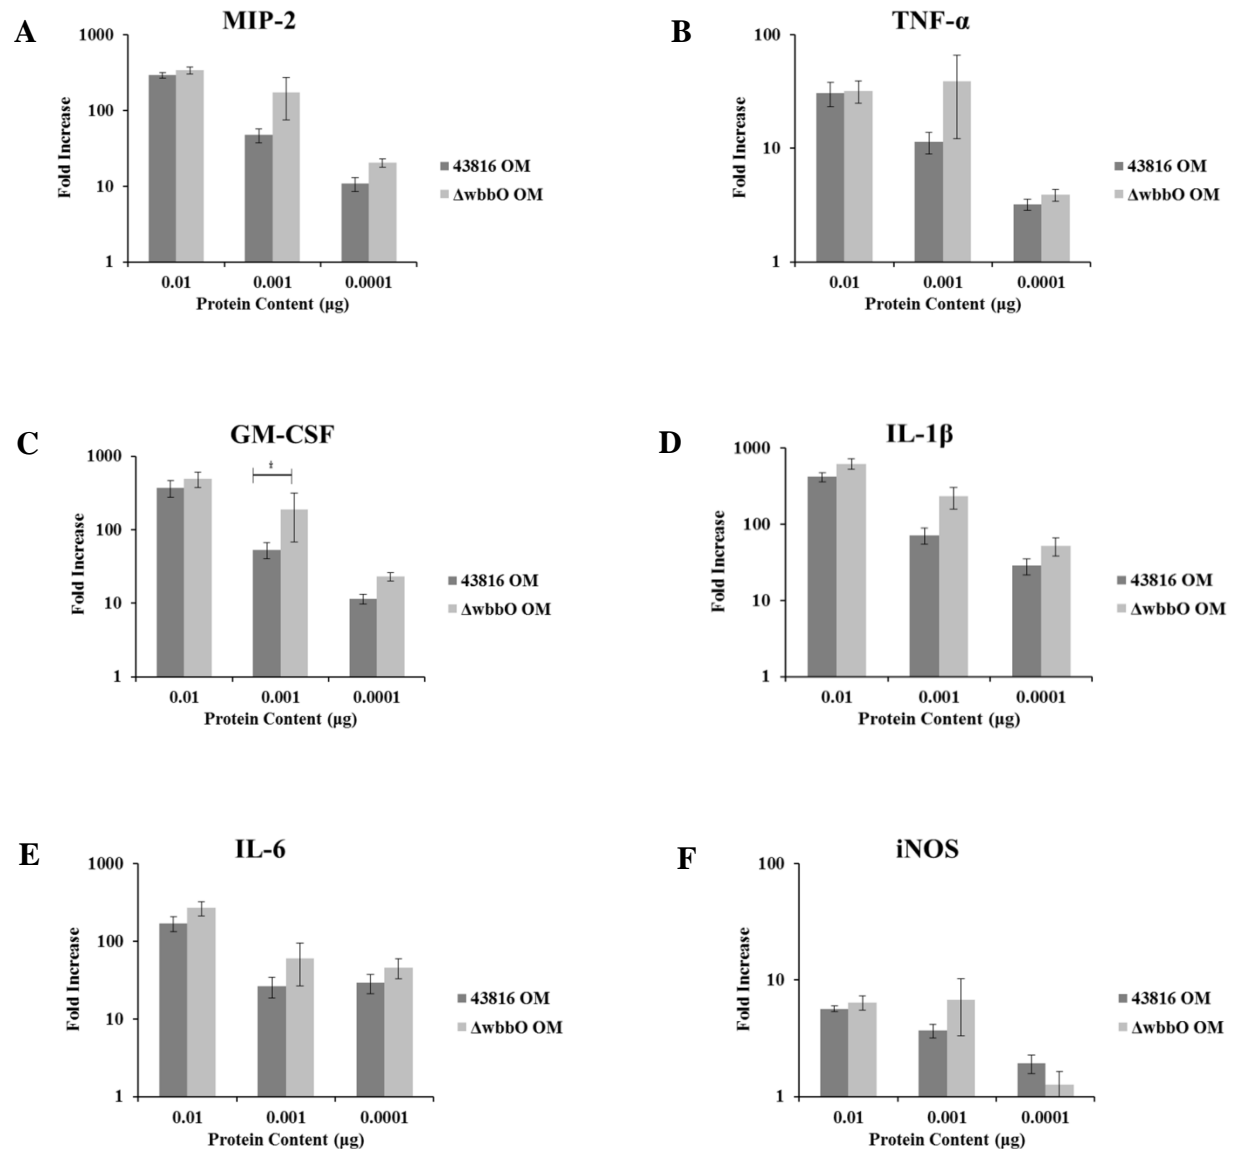 A
MIP-2
1000
100
10
1
Fold Increase
0.01 0.001 0.0001
Protein Content (µg)
43816 OM
ΔwbbO OM
B
TNF-α
100
10
1
Fold Increase
0.01 0.001 0.0001
Protein Content (µg)
43816 OM
ΔwbbO OM
C
GM-CSF
1000
100
10
1
Fold Increase
0.01 0.001 0.0001
Protein Content (µg)
43816 OM
ΔwbbO OM
D
IL-1β
1000
100
10
1
Fold Increase
0.01 0.001 0.0001
Protein Content (µg)
43816 OM
ΔwbbO OM
E
IL-6
1000
100
10
1
Fold Increase
0.01 0.001 0.0001
Protein Content (µg)
43816 OM
ΔwbbO OM
F
iNOS
100
10
1
Fold Increase
0.01 0.001 0.0001
Protein Content (µg)
43816 OM
ΔwbbO OM